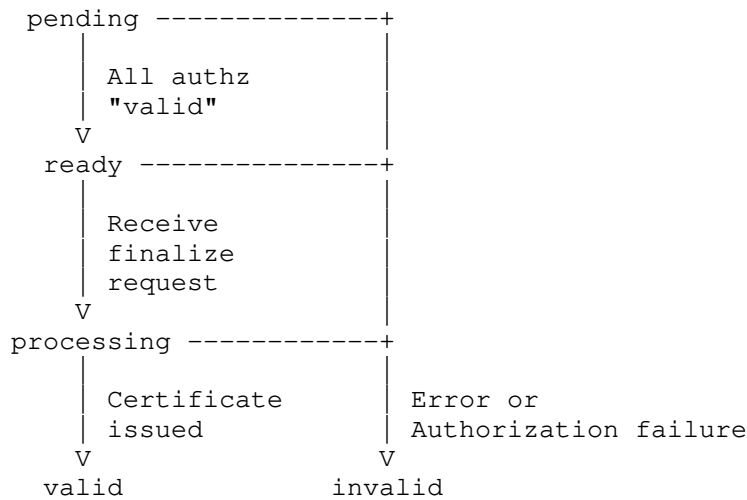 pending --------------+
   |                  |
   | All authz        |
   | "valid"          |
   V                  |
 ready ---------------+
   |                  |
   | Receive          |
   | finalize         |
   | request          |
   V                  |
processing ------------+
   |                  |
   | Certificate      | Error or
   | issued           | Authorization failure
   V                  V
 valid             invalid